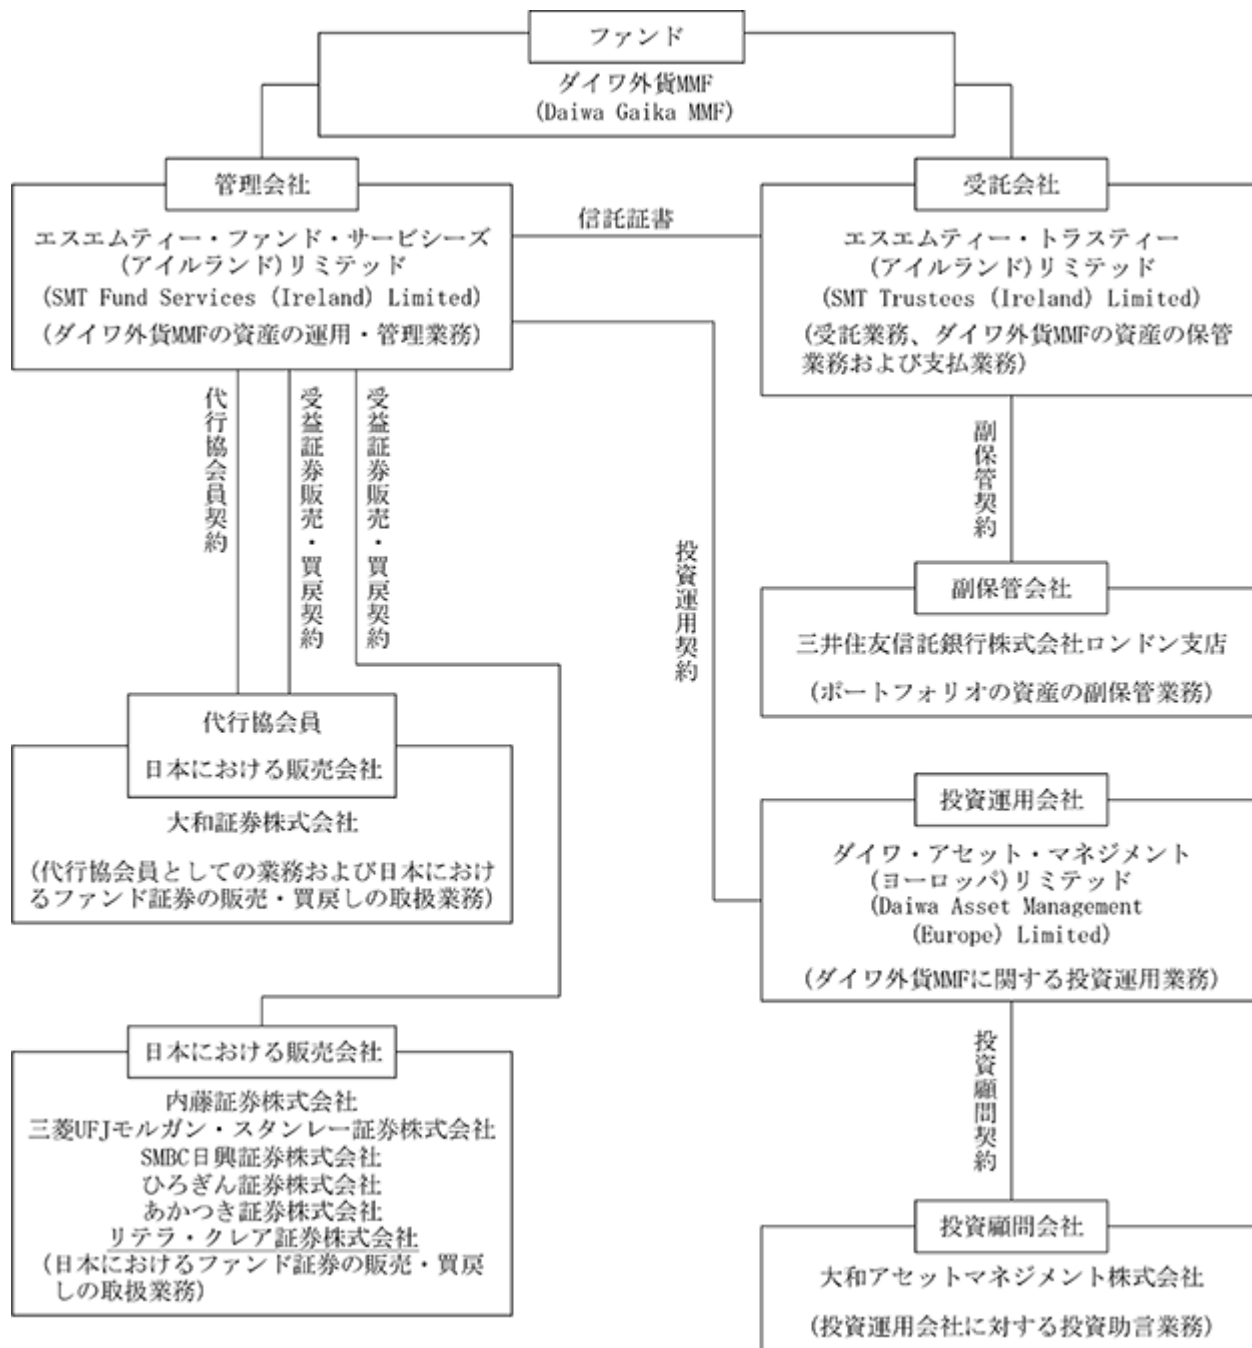 ファンド
ダイワ外貨MMF
(Daiwa Gaika MMF)
管理会社
エスエムティー・ファンド・サービシーズ
(アイルランド)リミテッド
(SMT Fund Services (Ireland) Limited)
(ダイワ外貨MMFの資産の運用・管理業務)
信託証書
受託会社
エスエムティー・トラスティー
(アイルランド)リミテッド
(SMT Trustees (Ireland) Limited)
(受託業務、ダイワ外貨MMFの資産の保管
業務および支払業務)
代行協会員契約
受益証券販売・買戻契約
受益証券販売・買戻契約
投資運用契約
副保管契約
副保管会社
三井住友信託銀行株式会社ロンドン支店
(ポートフォリオの資産の副保管業務)
代行協会員
日本における販売会社
大和証券株式会社
(代行協会員としての業務および日本におけ
るファンド証券の販売・買戻しの取扱業務)
投資運用会社
ダイワ・アセット・マネジメント
(ヨーロッパ)リミテッド
(Daiwa Asset Management
(Europe) Limited)
(ダイワ外貨MMFに関する投資運用業務)
日本における販売会社
内藤証券株式会社
三菱UFJモルガン・スタンレー証券株式会社
SMBC日興証券株式会社
ひろぎん証券株式会社
あかつき証券株式会社
リテラ・クレア証券株式会社
(日本におけるファンド証券の販売・買戻
しの取扱業務)
投資顧問契約
投資顧問会社
大和アセットマネジメント株式会社
(投資運用会社に対する投資助言業務)